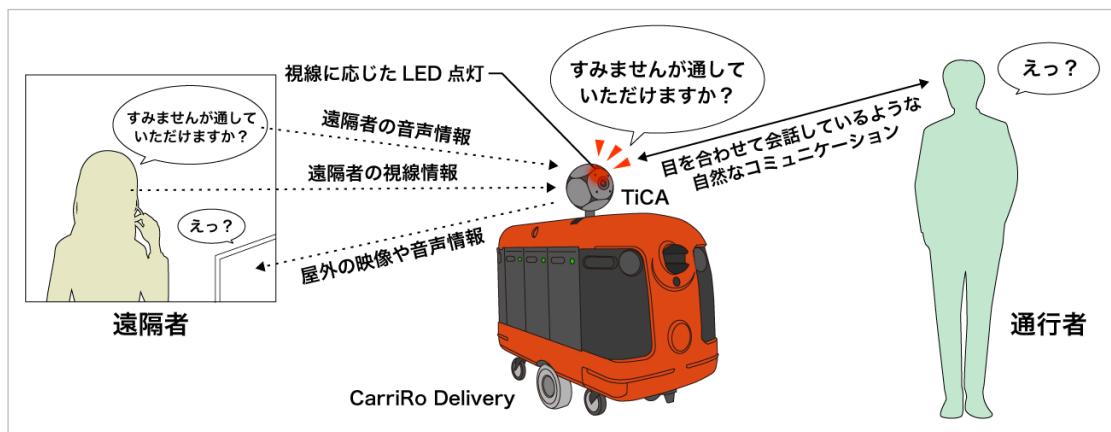 視線に応じた LED 点灯
すみませんが通して
いただけますか？
えっ？
すみませんが通して
いただけますか？
遠隔者の音声情報
遠隔者の視線情報
えっ？
屋外の映像や音声情報
目を合わせて会話しているような
自然なコミュニケーション
TiCA
遠隔者
通行者
CarriRo Delivery